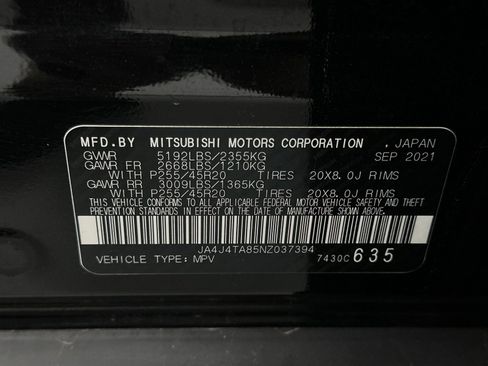 MFD.BY MITSUBISHI MOTORS CORPORATION , JAPAN
GVWR 5192LBS/2355KG SEP 2021
GAWR FR 2668LBS/1210KG
WITH P255/45R20 TIRES 20X8.0J RIMS
GAWR RR 3009LBS/1365KG
WITH P255/45R20 TIRES 20X8.0J RIMS
THIS VEHICLE CONFORMS TO ALL APPLICABLE FEDERAL
MOTOR VEHICLE SAFETY, BUMPER, AND THEFT
PREVENTION STANDARDS IN EFFECT ON THE DATE OF
MANUFACTURE SHOWN ABOVE.
JA4J4TA85NZ037394
VEHICLE TYPE: MPV 7430C 635